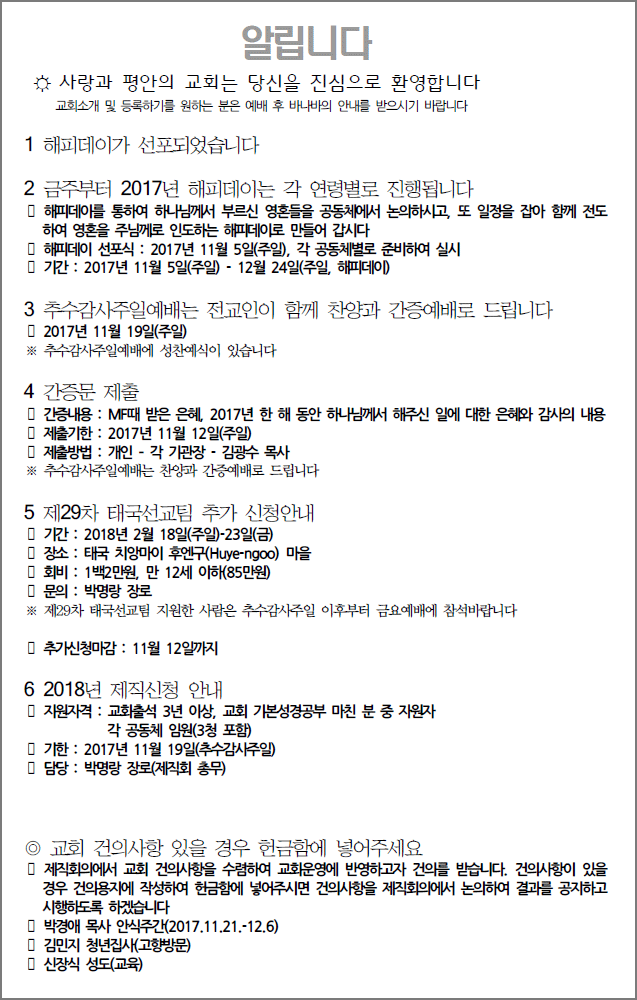 알립니다
☼ 사랑과 평안의 교회는 당신을 진심으로 환영합니다
교회소개 및 등록하기를 원하는 분은 예배 후 바나바의 안내를 받으시기 바랍니다
1 해피데이가 선포되었습니다
2 금주부터 2017년 해피데이는 각 연령별로 진행됩니다
▯ 해피데이를 통하여 하나님께서 부르신 영혼들을 공동체에서 논의하시고, 또 일정을 잡아 함께 전도
하여 영혼을 주님께로 인도하는 해피데이로 만들어 갑시다
▯ 해피데이 선포식 : 2017년 11월 5일(주일), 각 공동체별로 준비하여 실시
▯ 기간 : 2017년 11월 5일(주일) - 12월 24일(주일, 해피데이)
3 추수감사주일예배는 전교인이 함께 찬양과 간증예배로 드립니다
▯ 2017년 11월 19일(주일)
※ 추수감사주일예배에 성찬예식이 있습니다
4 간증문 제출
▯ 간증내용 : MF때 받은 은혜, 2017년 한 해 동안 하나님께서 해주신 일에 대한 은혜와 감사의 내용
▯ 제출기한 : 2017년 11월 12일(주일)
▯ 제출방법 : 개인 - 각 기관장 - 김광수 목사
※ 추수감사주일예배는 찬양과 간증예배로 드립니다
5 제29차 태국선교팀 추가 신청안내
▯ 기간 : 2018년 2월 18일(주일)-23일(금)
▯ 장소 : 태국 치앙마이 후엔구(Huye-ngoo) 마을
▯ 회비 : 1백2만원, 만 12세 이하(85만원)
▯ 문의 : 박명랑 장로
※ 제29차 태국선교팀 지원한 사람은 추수감사주일 이후부터 금요예배에 참석바랍니다
▯ 추가신청마감 : 11월 12일까지
6 2018년 제직신청 안내
▯ 지원자격 : 교회출석 3년 이상, 교회 기본성경공부 마친 분 중 자원자
각 공동체 임원(3청 포함)
▯ 기한 : 2017년 11월 19일(추수감사주일)
▯ 담당 : 박명랑 장로(제직회 총무)
◎ 교회 건의사항 있을 경우 헌금함에 넣어주세요
▯ 제직회의에서 교회 건의사항을 수렴하여 교회운영에 반영하고자 건의를 받습니다. 건의사항이 있을
경우 건의용지에 작성하여 헌금함에 넣어주시면 건의사항을 제직회의에서 논의하여 결과를 공지하고
시행하도록 하겠습니다
▯ 박경애 목사 안식주간(2017.11.21.-12.6)
▯ 김민지 청년집사(고향방문)
▯ 신장식 성도(교육)